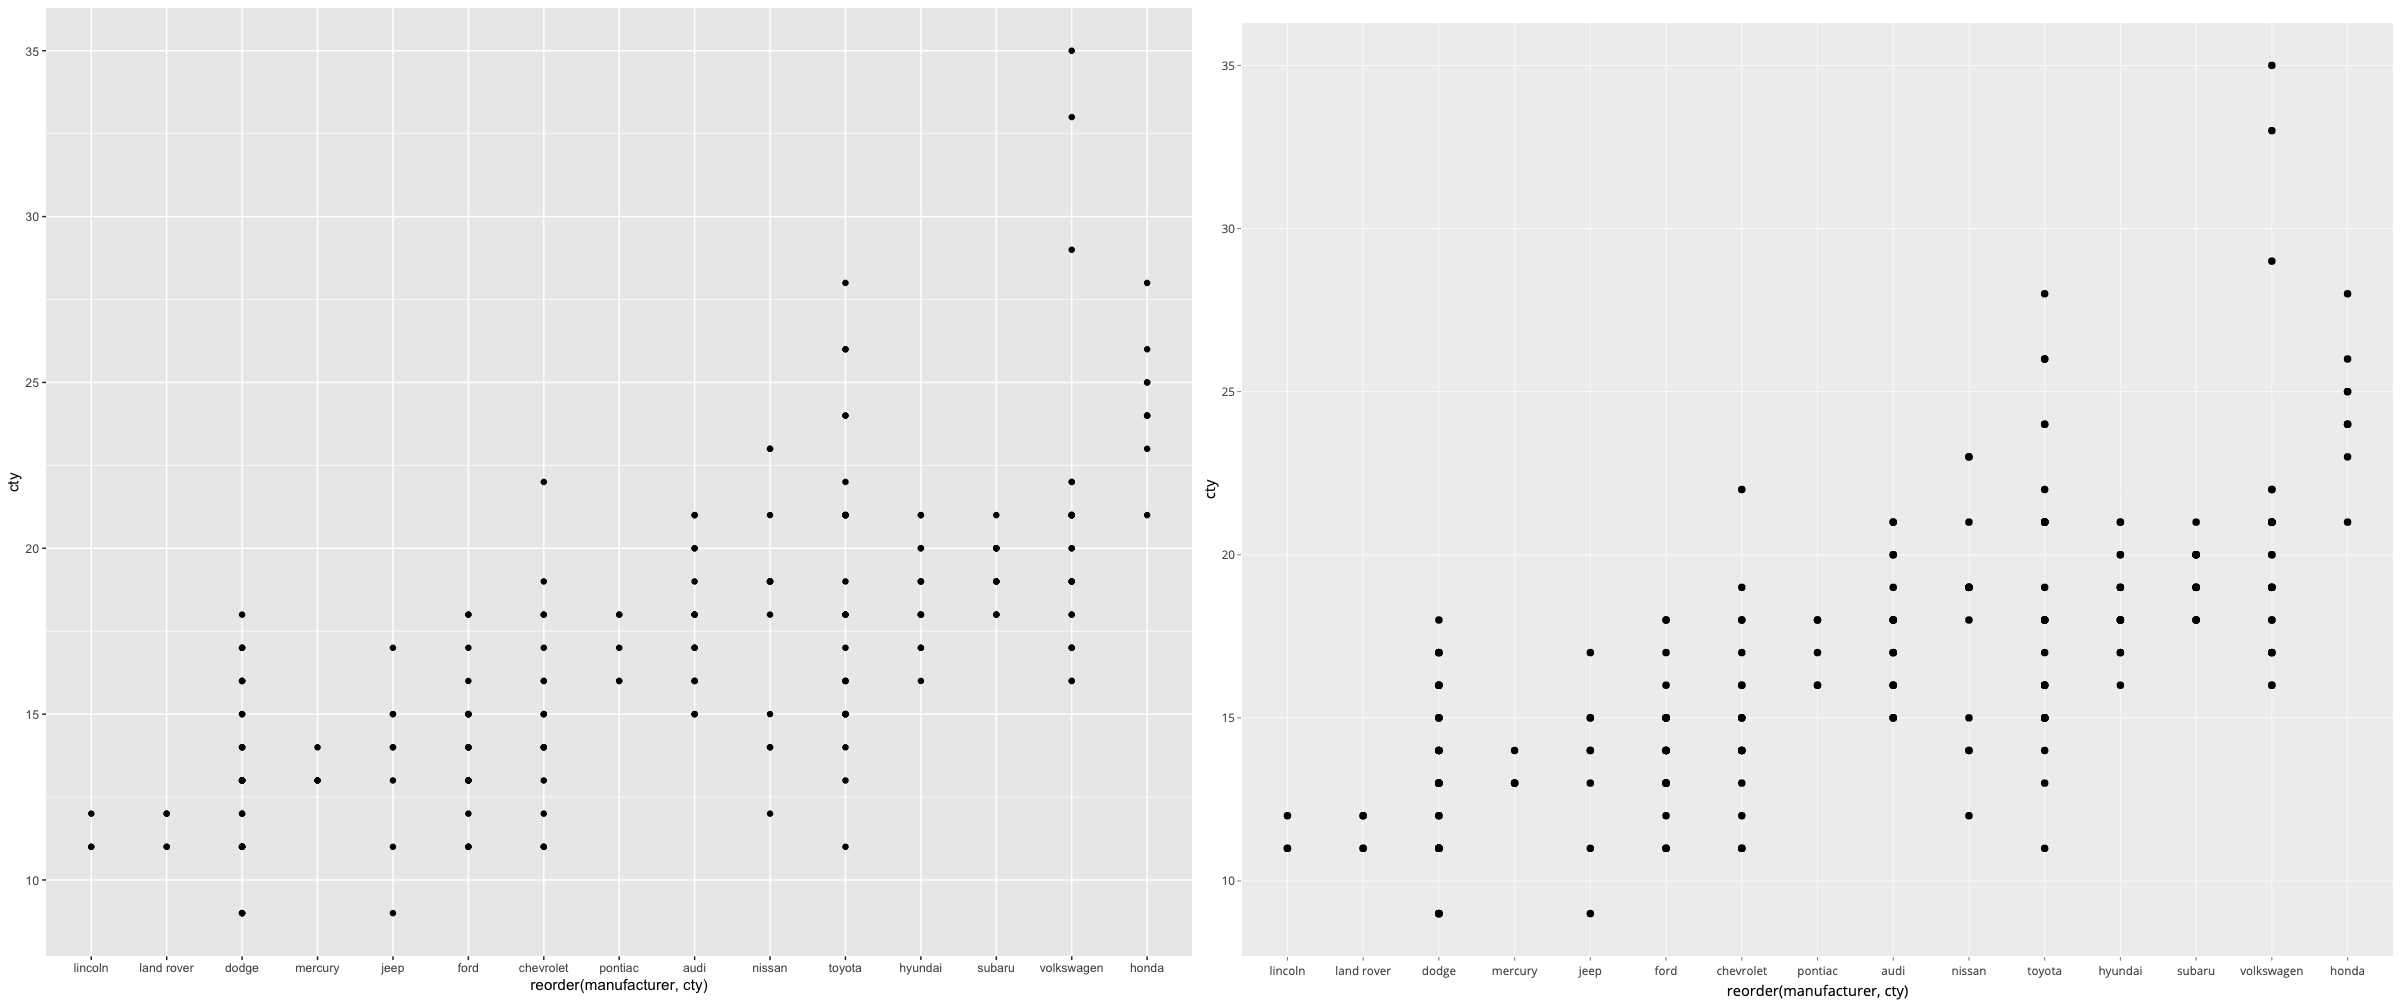 35
30
25
20
15
10
cty
lincoln land rover dodge mercury jeep ford chevrolet pontiac audi nissan toyota hyundai subaru volkswagen honda
reorder(manufacturer, cty)
35
30
25
20
15
10
cty
lincoln land rover dodge mercury jeep ford chevrolet pontiac audi nissan toyota hyundai subaru volkswagen honda
reorder(manufacturer, cty)